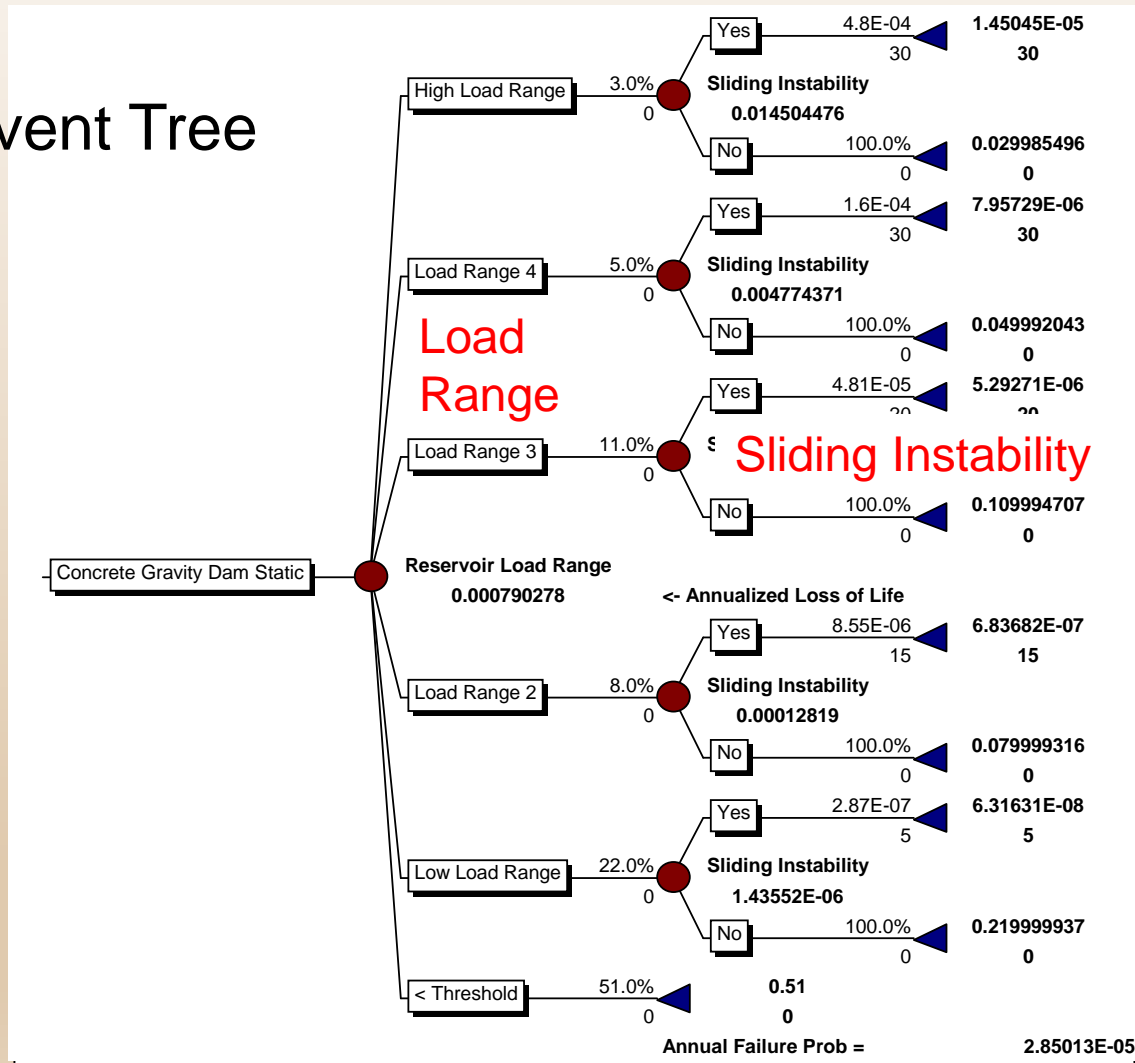 vent Tree
Yes 4.8E-04 1.45045E-05
30 30
High Load Range 3.0% Sliding Instability
0 0.014504476
No 100.0% 0.029985496
0 0
Yes 1.6E-04 7.95729E-06
30 30
Load Range 4 5.0% Sliding Instability
0 0.004774371
No 100.0% 0.049992043
0 0
Load
Range
Yes 4.81E-05 5.29271E-06
Load Range 3 11.0%
0
Sliding Instability
No 100.0% 0.109994707
0 0
Concrete Gravity Dam Static Reservoir Load Range
0.000790278 <- Annualized Loss of Life
Yes 8.55E-06 6.83682E-07
15 15
Load Range 2 8.0% Sliding Instability
0 0.00012819
No 100.0% 0.079999316
0 0
Yes 2.87E-07 6.31631E-08
5 5
Low Load Range 22.0% Sliding Instability
0 1.43552E-06
No 100.0% 0.219999937
0 0
< Threshold 51.0% 0.51
0 0
Annual Failure Prob = 2.85013E-05